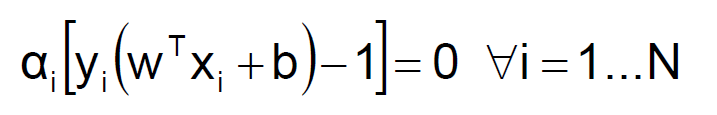 αᵢ[yᵢ(wᵀxᵢ+b)−1]=0 ∀i=1...N